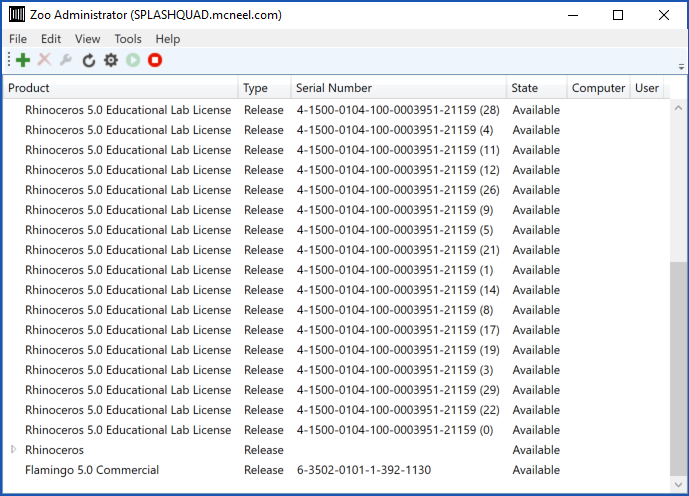 Zoo Administrator (SPLASHQUAD.mcneel.com)
File Edit View Tools Help
Product Type Serial Number State Computer User
Rhinoceros 5.0 Educational Lab License Release 4-1500-0104-100-0003951-21159 (28) Available
Rhinoceros 5.0 Educational Lab License Release 4-1500-0104-100-0003951-21159 (4) Available
Rhinoceros 5.0 Educational Lab License Release 4-1500-0104-100-0003951-21159 (11) Available
Rhinoceros 5.0 Educational Lab License Release 4-1500-0104-100-0003951-21159 (12) Available
Rhinoceros 5.0 Educational Lab License Release 4-1500-0104-100-0003951-21159 (26) Available
Rhinoceros 5.0 Educational Lab License Release 4-1500-0104-100-0003951-21159 (9) Available
Rhinoceros 5.0 Educational Lab License Release 4-1500-0104-100-0003951-21159 (5) Available
Rhinoceros 5.0 Educational Lab License Release 4-1500-0104-100-0003951-21159 (21) Available
Rhinoceros 5.0 Educational Lab License Release 4-1500-0104-100-0003951-21159 (1) Available
Rhinoceros 5.0 Educational Lab License Release 4-1500-0104-100-0003951-21159 (14) Available
Rhinoceros 5.0 Educational Lab License Release 4-1500-0104-100-0003951-21159 (8) Available
Rhinoceros 5.0 Educational Lab License Release 4-1500-0104-100-0003951-21159 (17) Available
Rhinoceros 5.0 Educational Lab License Release 4-1500-0104-100-0003951-21159 (19) Available
Rhinoceros 5.0 Educational Lab License Release 4-1500-0104-100-0003951-21159 (3) Available
Rhinoceros 5.0 Educational Lab License Release 4-1500-0104-100-0003951-21159 (29) Available
Rhinoceros 5.0 Educational Lab License Release 4-1500-0104-100-0003951-21159 (22) Available
Rhinoceros 5.0 Educational Lab License Release 4-1500-0104-100-0003951-21159 (0) Available
Rhinoceros Release Available
Flamingo 5.0 Commercial Release 6-3502-0101-1-392-1130 Available